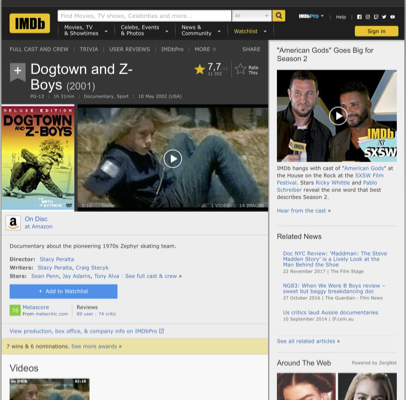 IMDb
Find Movies, TV shows, Celebrities and more...
All
IMDbPro
Help
Movies, TV
& Showtimes
Celebs, Events
& Photos
News &
Community
Watchlist
Sign in
FULL CAST AND CREW | TRIVIA | USER REVIEWS | IMDbPro | MORE
SHARE
Dogtown and Z-
Boys (2001)
PG-13 | 1h 31min | Documentary, Sport | 10 May 2002 (USA)
7,7
Rate
This
DELUXE EDITION
DOGTOWN
AND Z-BOYS
1 VIDEO
14 IMAGES
On Disc
at Amazon
Documentary about the pioneering 1970s Zephyr skating team.
Director: Stacy Peralta
Writers: Stacy Peralta, Craig Stecyk
Stars: Sean Penn, Jay Adams, Tony Alva | See full cast & crew »
+ Add to Watchlist
Metascore
From metacritic.com
Reviews
89 user | 74 critic
View production, box office, & company info on IMDbPro
7 wins & 6 nominations. See more awards »
Videos
"American Gods" Goes Big for
Season 2
IMDb
at
SXSW
IMDb hangs with cast of "American Gods" at
the House on the Rock at the SXSW Film
Festival. Stars Ricky Whittle and Pablo
Schreiber reveal the one word that best
describes Season 2.
Hear from the cast »
Related News
Doc NYC Review: 'Maddman: The Steve
Madden Story' is a Lively Look at the
Man Behind the Shoe
22 November 2017 | The Film Stage
NG83: When We Were B Boys review –
sweet but baggy breakdancing doc
27 October 2016 | The Guardian - Film News
Us critics laud Aussie documentaries
10 September 2014 | IF.com.au
See all related articles »
Around The Web
Powered by ZergNet